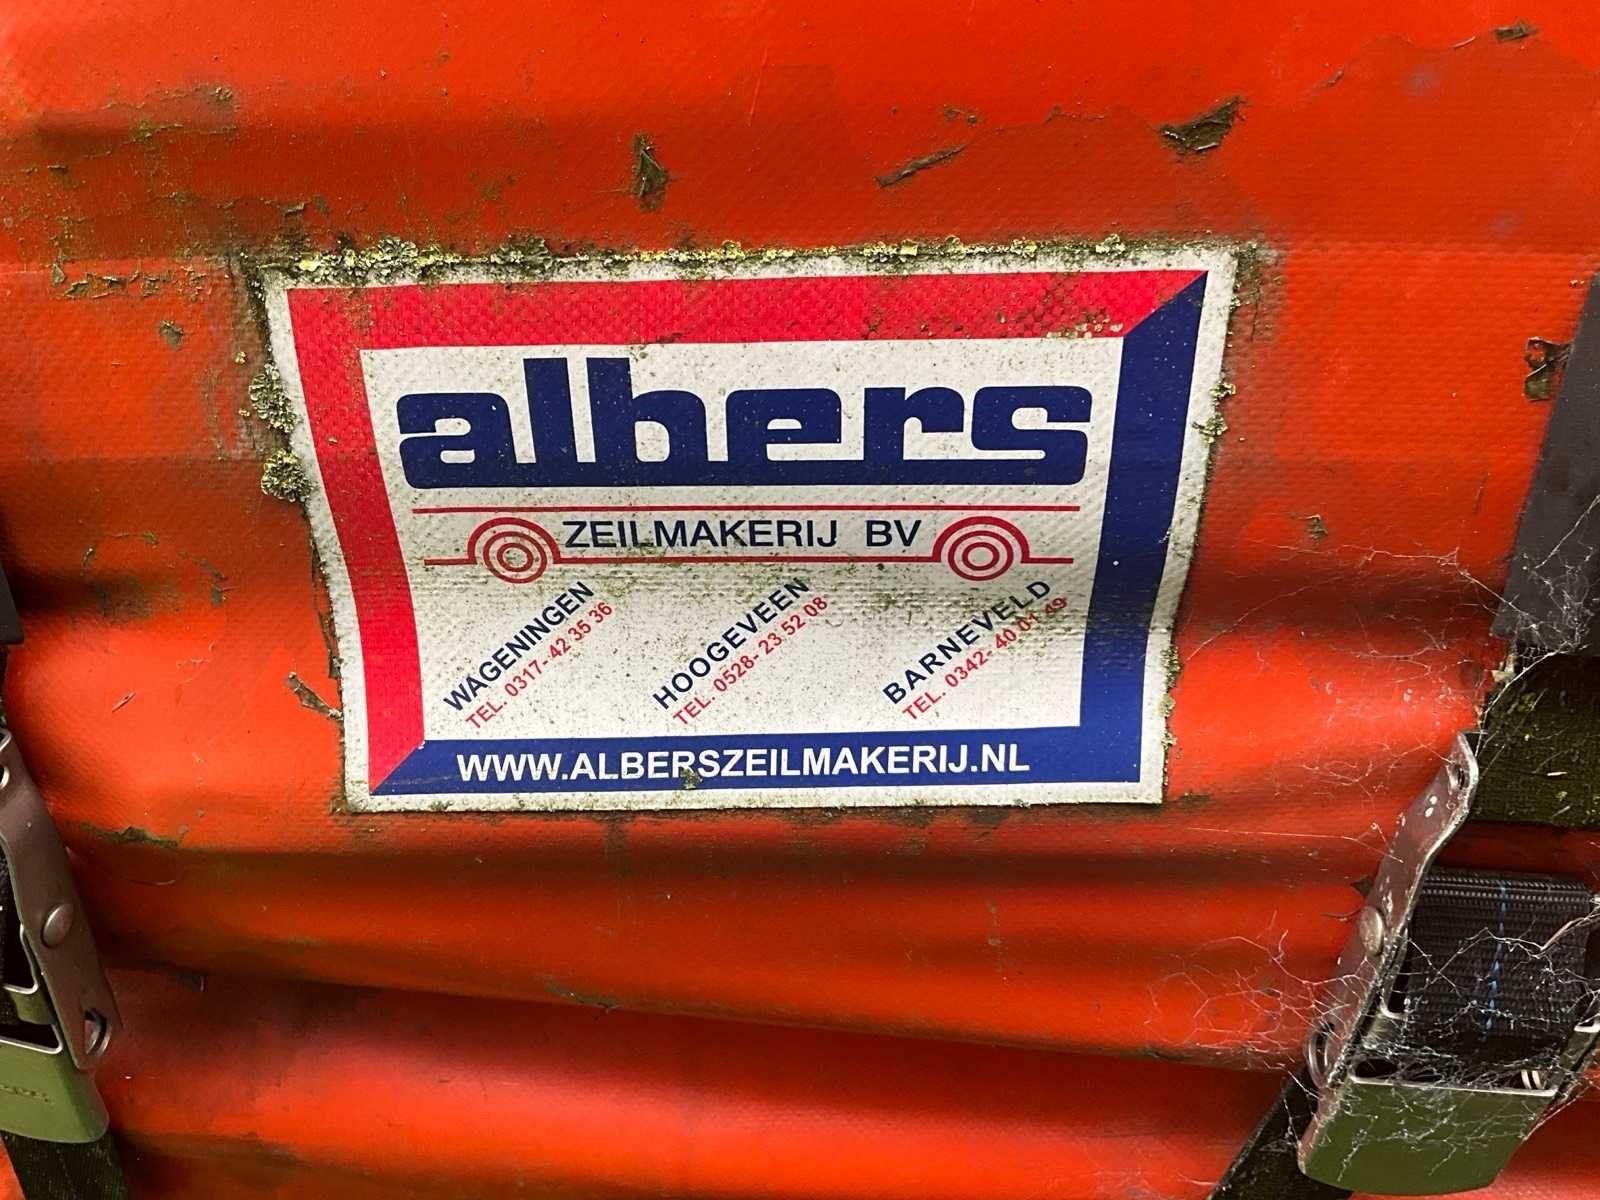 albers
ZEILMAKERIJ BV
WAGENINGEN
TEL. 0317-42 35 36
HOOGEVEEN
TEL. 0528-23 52 08
BARNEVELD
TEL. 0342-40 01 49
WWW.ALBERSZEILMAKERIJ.NL